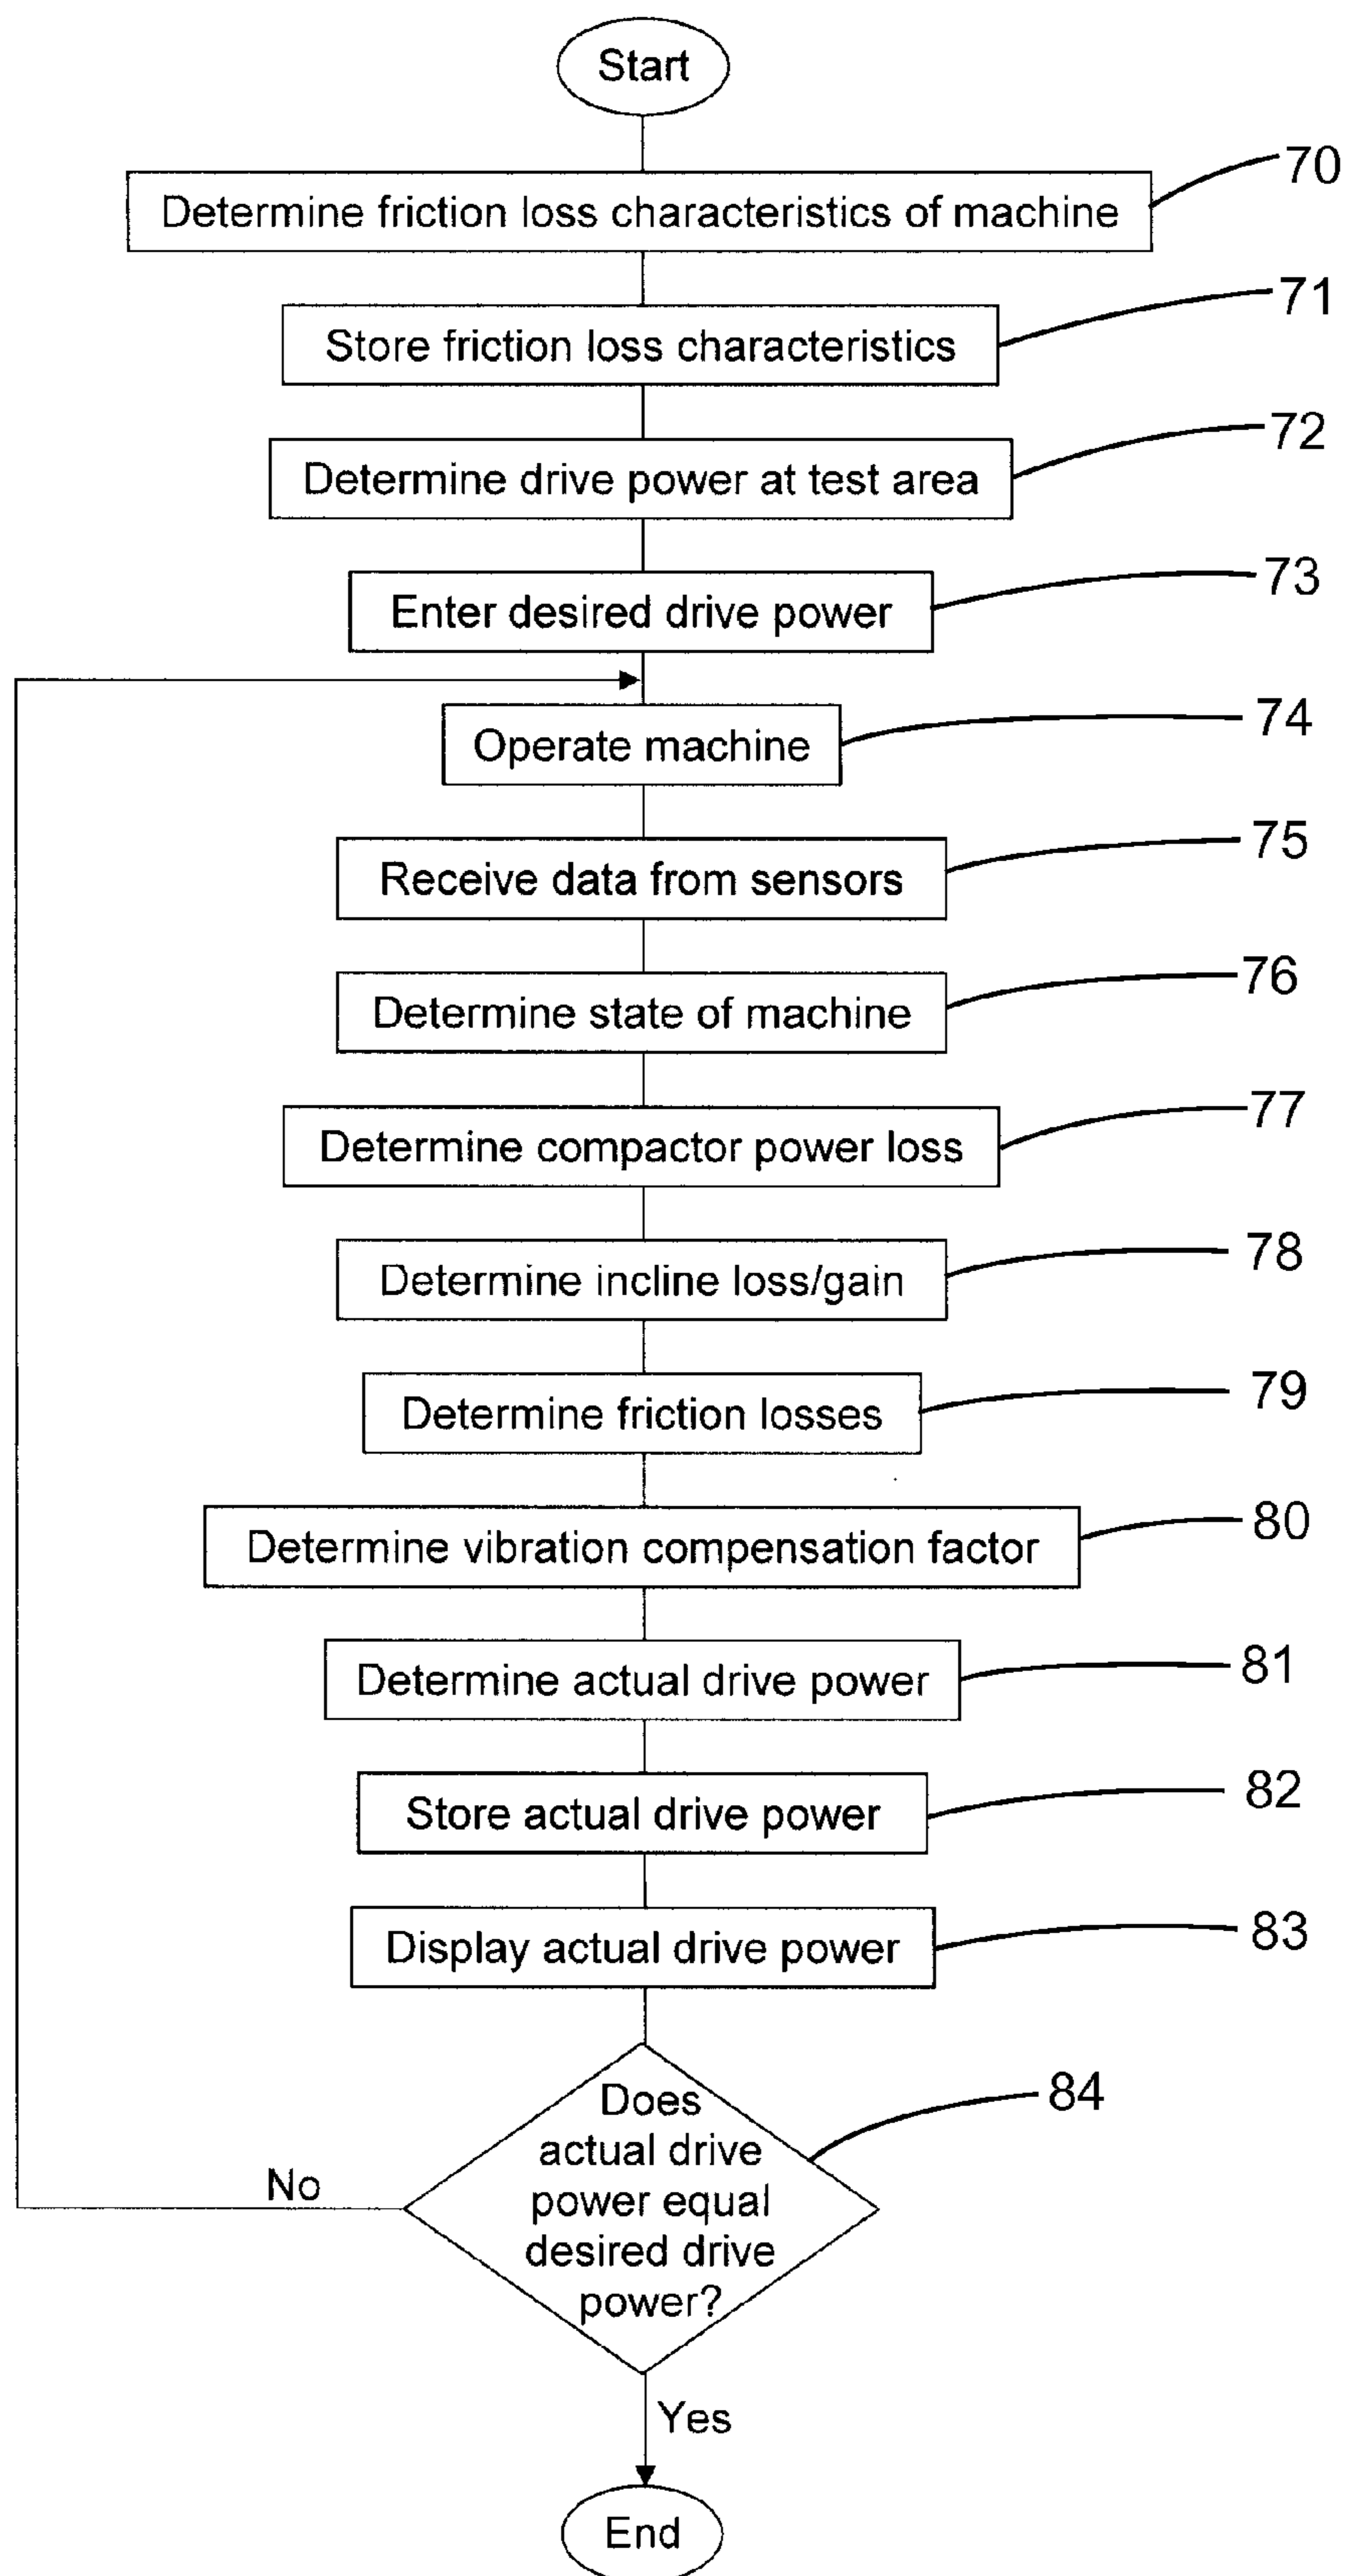 Start
70
Determine friction loss characteristics of machine
71
Store friction loss characteristics
72
Determine drive power at test area
73
Enter desired drive power
74
Operate machine
75
Receive data from sensors
76
Determine state of machine
77
Determine compactor power loss
78
Determine incline loss/gain
79
Determine friction losses
80
Determine vibration compensation factor
81
Determine actual drive power
82
Store actual drive power
83
Display actual drive power
84
Does
actual drive
power equal
desired drive
power?
No
Yes
End